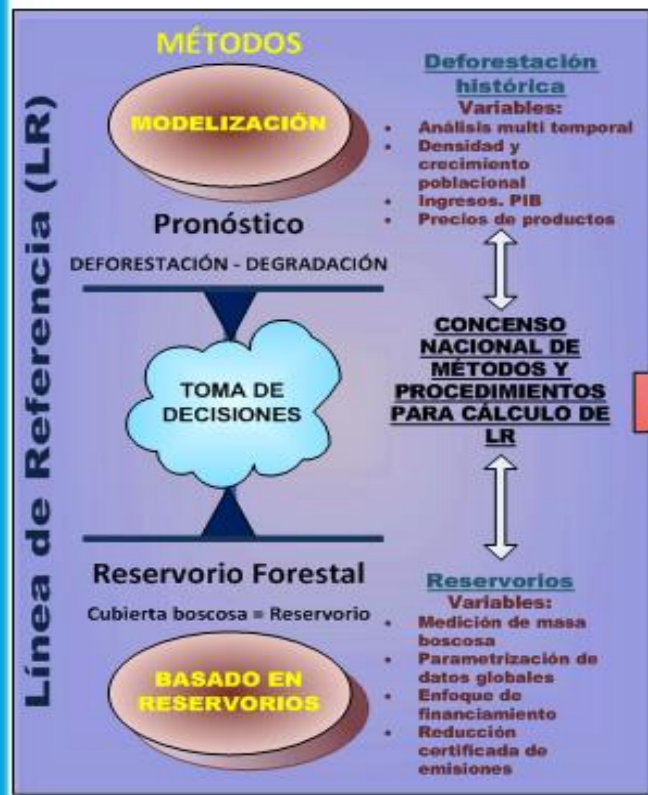 Línea de Referencia (LR)
MÉTODOS
MODELIZACIÓN
Pronóstico
DEFORESTACIÓN - DEGRADACIÓN
TOMA DE
DECISIONES
Reservorio Forestal
Cubierta boscosa = Reservorio
BASADO EN
RESERVORIOS
Deforestación
histórica
Variables:
• Análisis multi temporal
• Densidad y
crecimiento
poblacional
• Ingresos. PIB
• Precios de productos
CONCENSO
NACIONAL DE
MÉTODOS Y
PROCEDIMIENTOS
PARA CÁLCULO DE
LR
Reservorios
Variables:
• Medición de masa
boscosa
• Parametrización de
datos globales
• Enfoque de
financiamiento
• Reducción
certificada de
emisiones